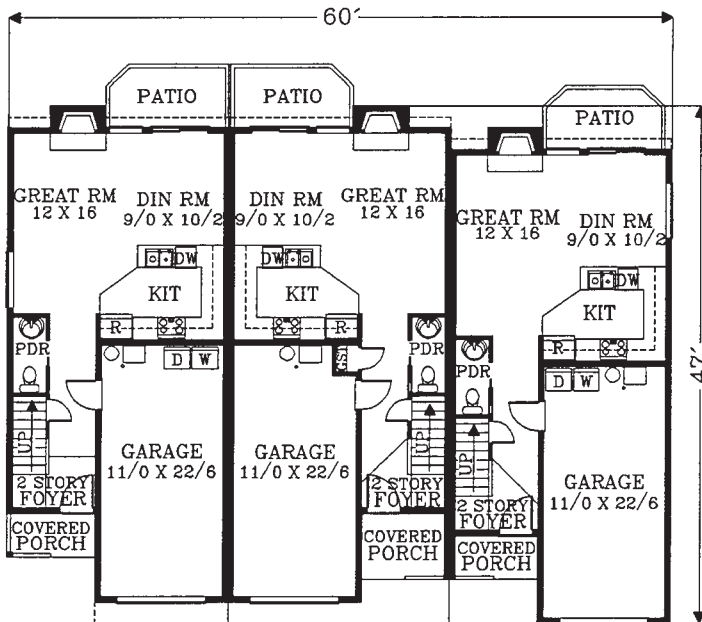 60'
PATIO
PATIO
PATIO
GREAT RM
12 X 16
DIN RM
9/0 X 10/2
DIN RM
9/0 X 10/2
GREAT RM
12 X 16
GREAT RM
12 X 16
DIN RM
9/0 X 10/2
DW
KIT
R
DW
KIT
R
DW
KIT
R
47'
PDR
D W
PDR
PDR
D W
UP
GARAGE
11/0 X 22/6
GARAGE
11/0 X 22/6
UP
UP
GARAGE
11/0 X 22/6
2 STORY
FOYER
2 STORY
FOYER
2 STORY
FOYER
COVERED
PORCH
COVERED
PORCH
COVERED
PORCH